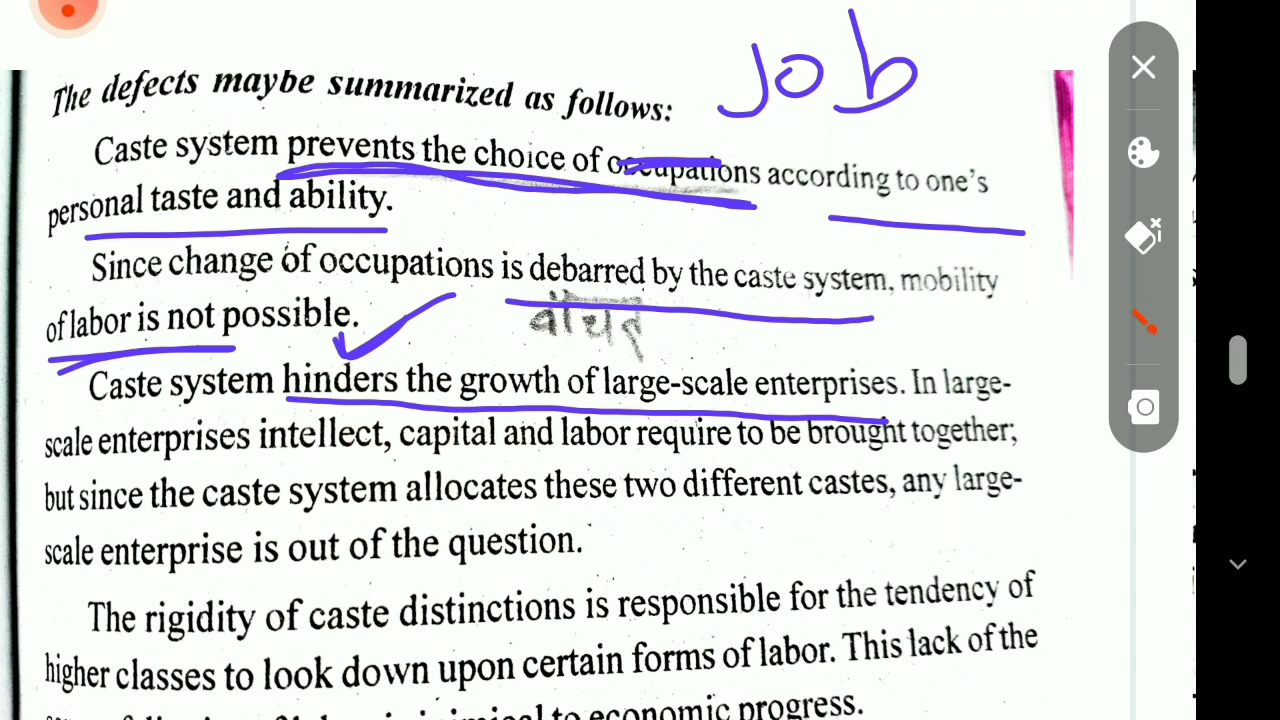 Job
The defects maybe summarized as follows:
Caste system prevents the choice of occupations according to one's
personal taste and ability.
Since change of occupations is debarred by the caste system, mobility
of labor is not possible.
Caste system hinders the growth of large-scale enterprises. In large-
scale enterprises intellect, capital and labor require to be brought together;
but since the caste system allocates these two different castes, any large-
scale enterprise is out of the question.
The rigidity of caste distinctions is responsible for the tendency of
higher classes to look down upon certain forms of labor. This lack of the
to economic progress.